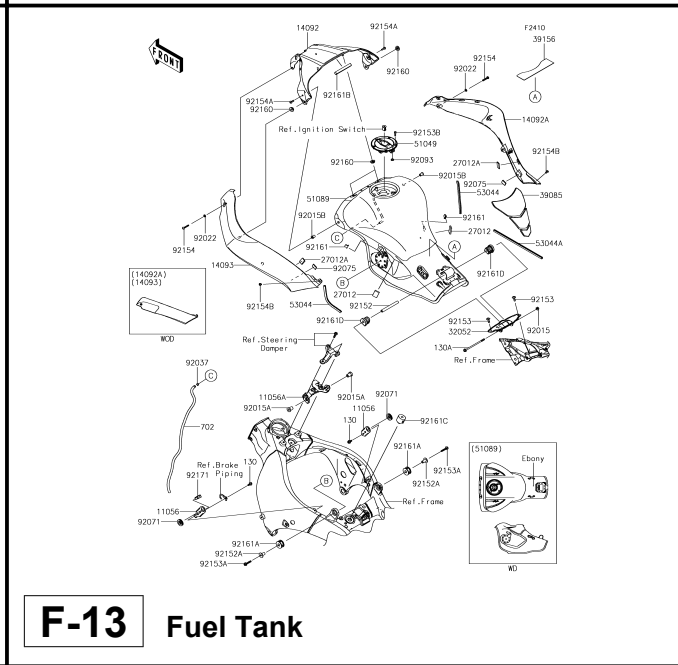 14092
92154A
F2410
39156
FRONT
92160
92154
92022
92161B
A
92154A
92160
14092A
Ref.Ignition Switch
92153B
51049
92154B
92160
92093
27012A
92015B
92075
53044
51089
39085
92015B
92161
C
27012
92022
92161
A
53044A
92154
27012A
14093
92075
92161D
B
(14092A)
(14093)
27012
92153
92154B
53044
92152
92161D
92153
32052
92015
WOD
Ref.Steering
Damper
130A
Ref.Frame
92037
C
92015A
92071
11056A
11056
92015A
130
92161C
702
92161A
(51089)
Ebony
Ref.Brake
Piping
130
92153A
92171
B
92152A
Ref.Frame
11056
92071
92161A
92152A
92153A
WD
F-13
Fuel Tank